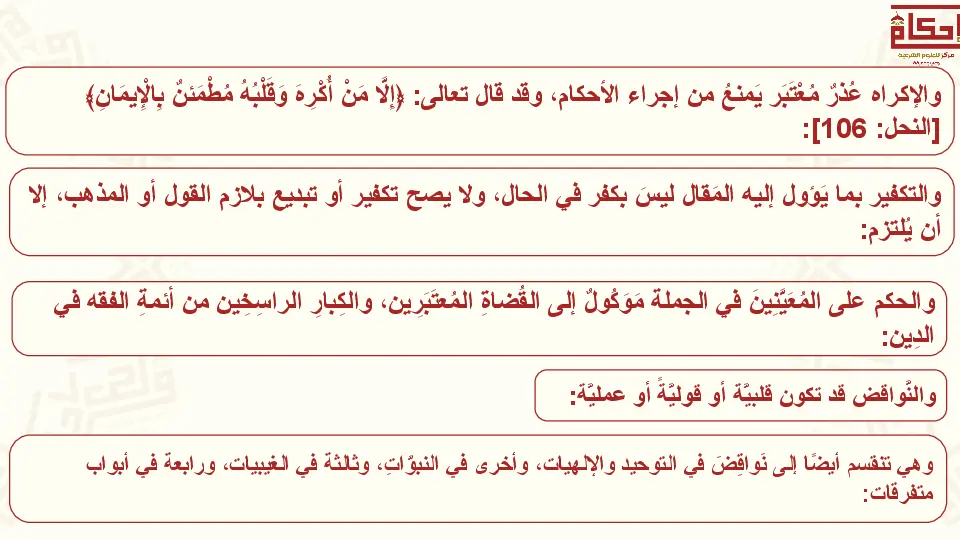 إحكام
مركز للعلوم الشرعية
والإكراه عُذرٌ مُعْتَبَر يَمنعُ من إجراء الأحكام، وقد قال تعالى: ﴿إِلَّا مَنْ أُكْرِهَ وَقَلْبُهُ مُطْمَئنٌ بِالْإِيمَانِ﴾
[النحل: 106]:
والتكفير بما يَؤول إليه المَقال ليسَ بكفر في الحال، ولا يصح تكفير أو تبديع بلازم القول أو المذهب، إلا
أن يُلتزم:
والحكم على المُعَيَّنِينَ في الجملة مَوَكُولٌ إلى القُضاةِ المُعتَبَرِين، والكِبارِ الراسِخِين من أئمةِ الفقه في
الدِين:
والنَّواقض قد تكون قلبيَّة أو قوليَّةً أو عمليَّة:
وهي تنقسم أيضًا إلى نَواقِضَ في التوحيد والإلهيات، وأخرى في النبوَّاتِ، وثالثة في الغيبيات، ورابعة في أبواب
متفرقات: